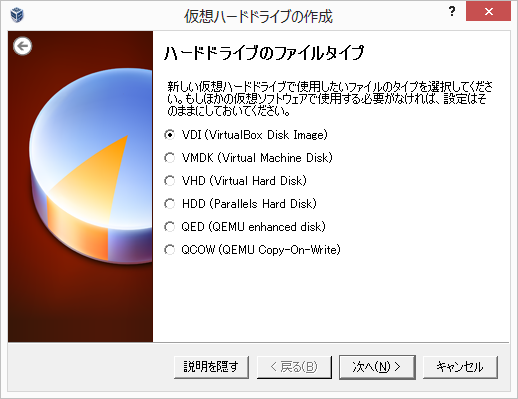 仮想ハードドライブの作成
?
ハードドライブのファイルタイプ
新しい仮想ハードドライブで使用したいファイルのタイプを選択してくださ
い。もしほかの仮想ソフトウェアで使用する必要がなければ、設定はそ
のままにしておいてください。
VDI (VirtualBox Disk Image)
VMDK (Virtual Machine Disk)
VHD (Virtual Hard Disk)
HDD (Parallels Hard Disk)
QED (QEMU enhanced disk)
QCOW (QEMU Copy-On-Write)
説明を隠す < 戻る(B) 次へ(N) > キャンセル